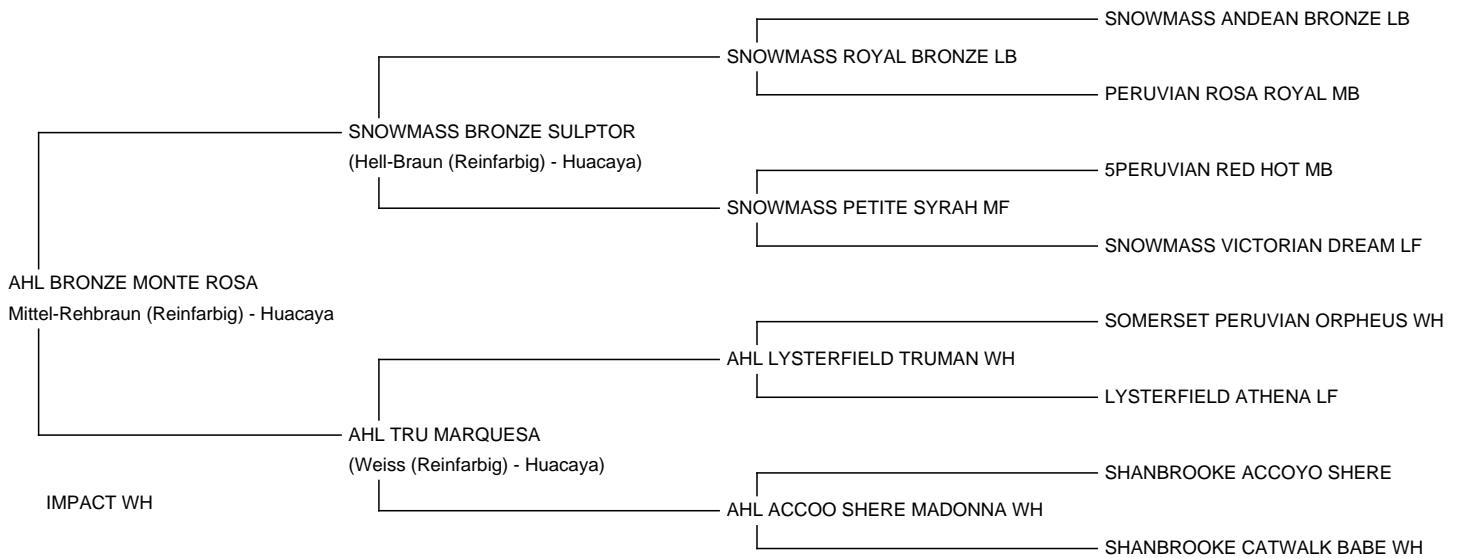 SNOWMASS ANDEAN BRONZE LB
SNOWMASS ROYAL BRONZE LB
PERUVIAN ROSA ROYAL MB
SNOWMASS BRONZE SULPTOR
(Hell-Braun (Reinfarbig) - Huacaya)
5PERUVIAN RED HOT MB
SNOWMASS PETITE SYRAH MF
SNOWMASS VICTORIAN DREAM LF
AHL BRONZE MONTE ROSA
Mittel-Rehbraun (Reinfarbig) - Huacaya
SOMERSET PERUVIAN ORPHEUS WH
AHL LYSTERFIELD TRUMAN WH
LYSTERFIELD ATHENA LF
AHL TRU MARQUESA
(Weiss (Reinfarbig) - Huacaya)
SHANBROOKE ACCOYO SHERE
IMPACT WH
AHL ACCOO SHERE MADONNA WH
SHANBROOKE CATWALK BABE WH